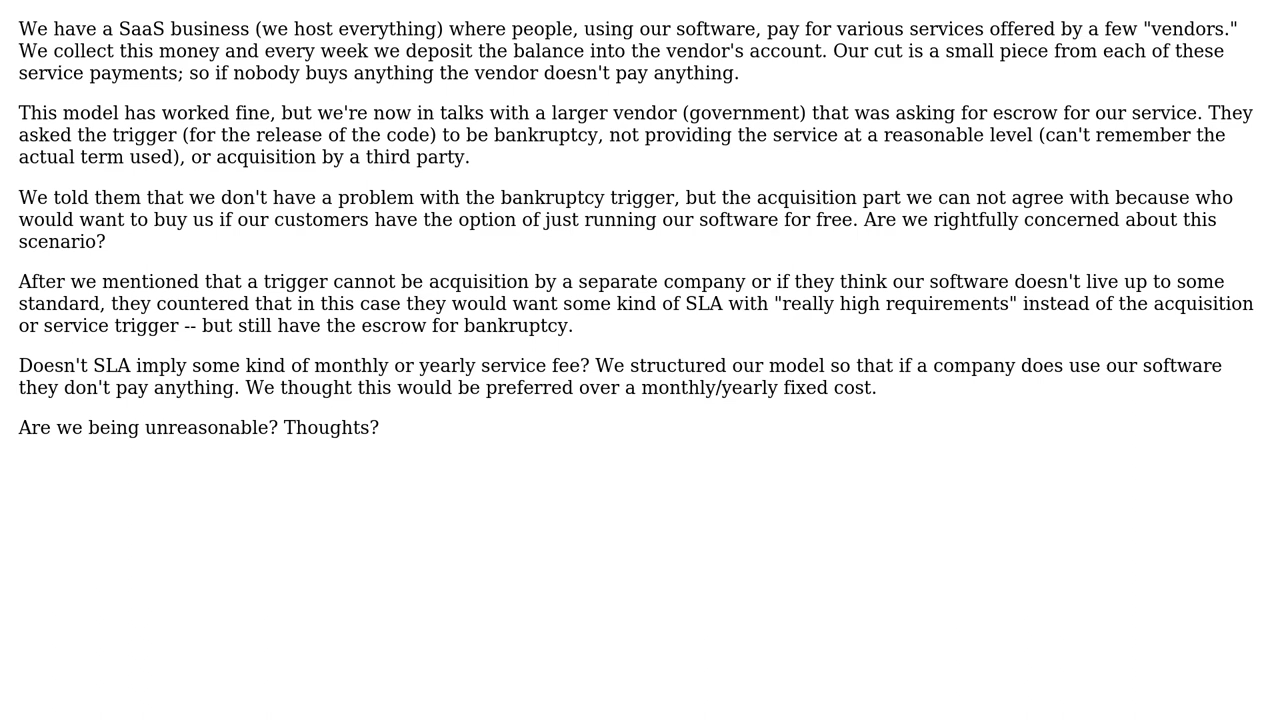 We have a SaaS business (we host everything) where people, using our software, pay for various services offered by a few "vendors."
We collect this money and every week we deposit the balance into the vendor's account. Our cut is a small piece from each of these
service payments; so if nobody buys anything the vendor doesn't pay anything.
This model has worked fine, but we're now in talks with a larger vendor (government) that was asking for escrow for our service. They
asked the trigger (for the release of the code) to be bankruptcy, not providing the service at a reasonable level (can't remember the
actual term used), or acquisition by a third party.
We told them that we don't have a problem with the bankruptcy trigger, but the acquisition part we can not agree with because who
would want to buy us if our customers have the option of just running our software for free. Are we rightfully concerned about this
scenario?
After we mentioned that a trigger cannot be acquisition by a separate company or if they think our software doesn't live up to some
standard, they countered that in this case they would want some kind of SLA with "really high requirements" instead of the acquisition
or service trigger -- but still have the escrow for bankruptcy.
Doesn't SLA imply some kind of monthly or yearly service fee? We structured our model so that if a company does use our software
they don't pay anything. We thought this would be preferred over a monthly/yearly fixed cost.
Are we being unreasonable? Thoughts?